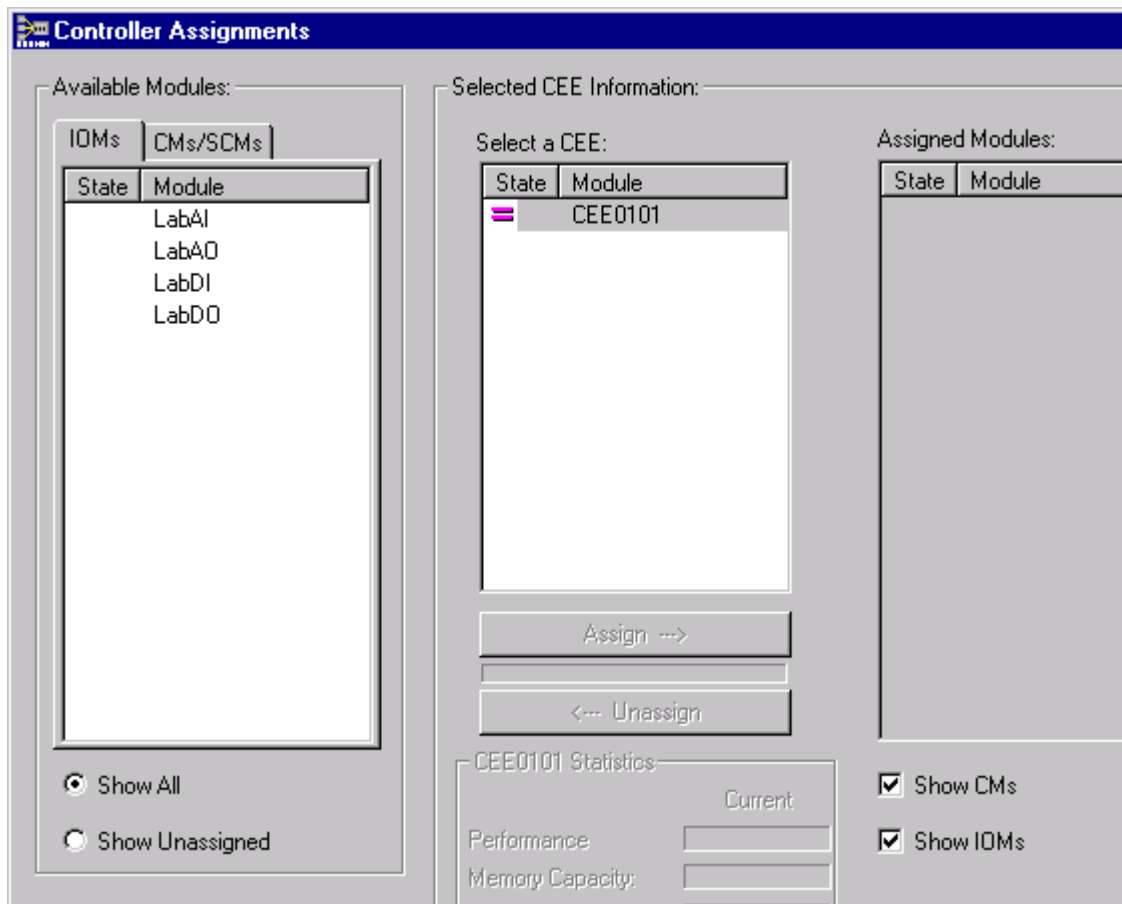 Controller Assignments
Available Modules:
IOMs CMs/SCMs
State Module
LabAI
LabAO
LabDI
LabDO
Show All
Show Unassigned
Selected CEE Information:
Select a CEE:
State Module
CEE0101
Assign --->
<--- Unassign
CEE0101 Statistics
Current
Performance
Memory Capacity:
Assigned Modules:
State Module
Show CMs
Show IOMs